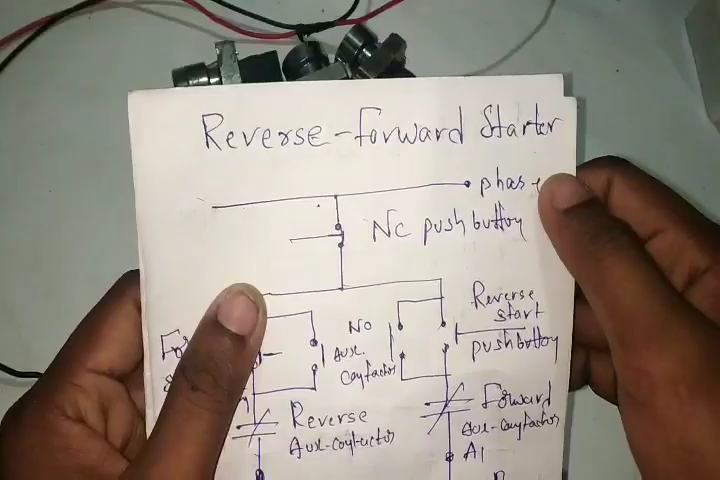 Reverse-forward Starter
NC push button
Reverse
start
push button
NO
Aux.
Contactor
Reverse
Aux-contactor
Forward
Aux-contactor
A1